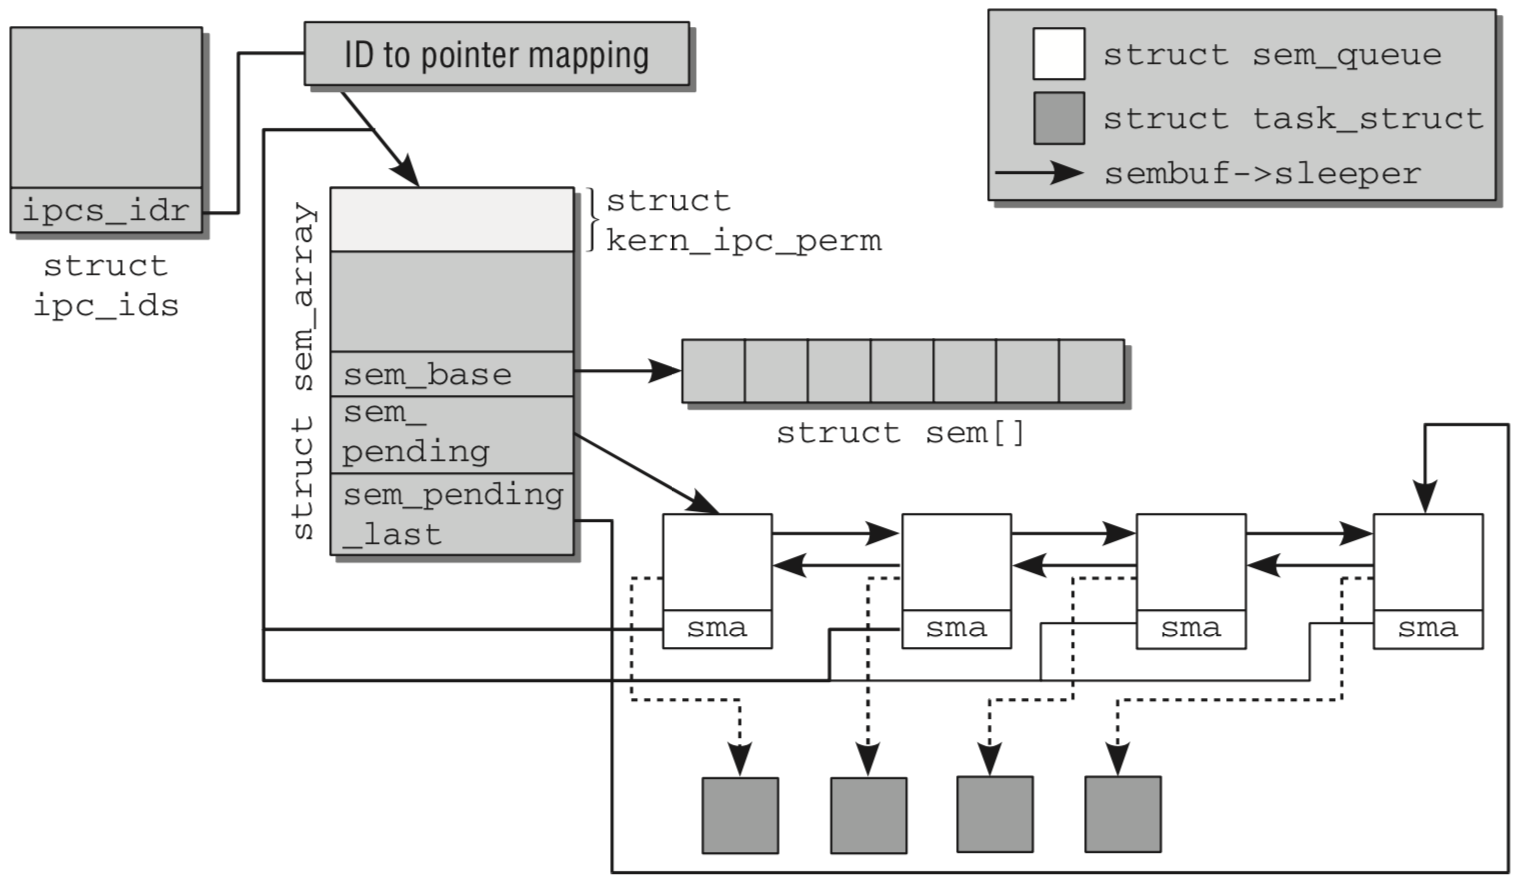 ID to pointer mapping
struct sem_queue
struct task_struct
sembuf->sleeper
ipcs_idr
struct
ipc_ids
struct
kern_ipc_perm
struct sem_array
sem_base
sem_
pending
sem_pending
_last
struct sem[]
sma
sma
sma
sma